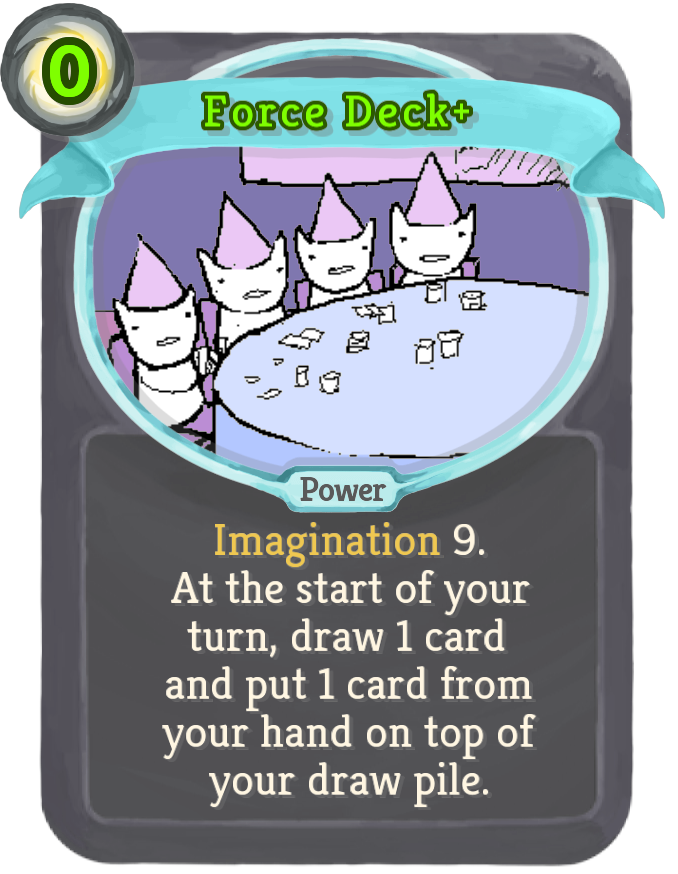 0
Force Deck+
Power
Imagination 9.
At the start of your
turn, draw 1 card
and put 1 card from
your hand on top of
your draw pile.